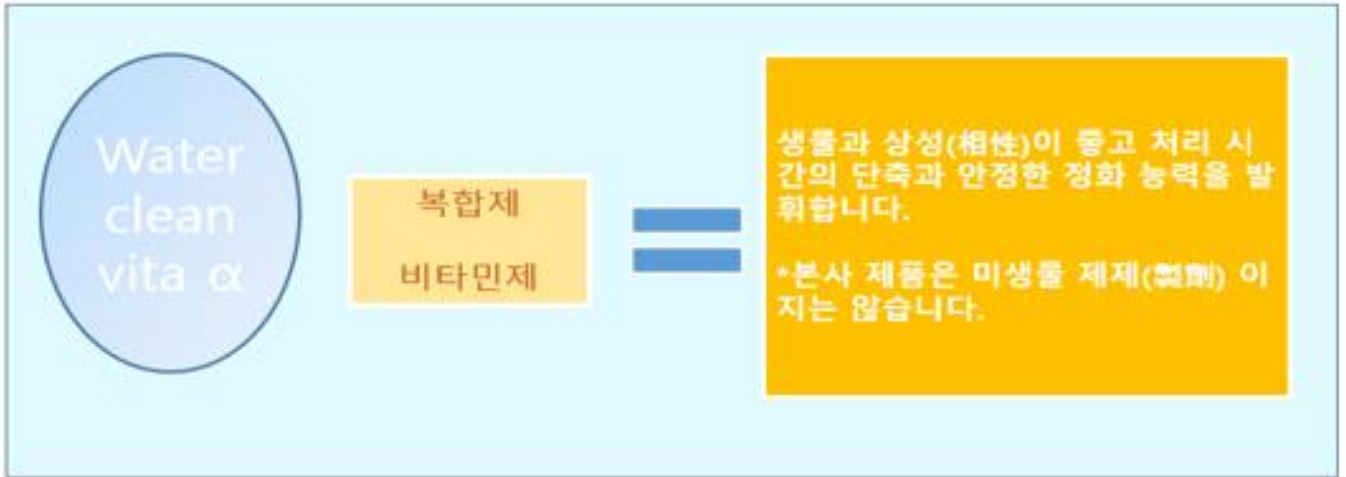 Water
clean
vita α
복합제
비타민제
생물과 상성(相性)이 좋고 처리 시
간의 단축과 안정한 정화 능력을 발
휘합니다.
*본사 제품은 미생물 제제(製劑) 이
지는 않습니다.